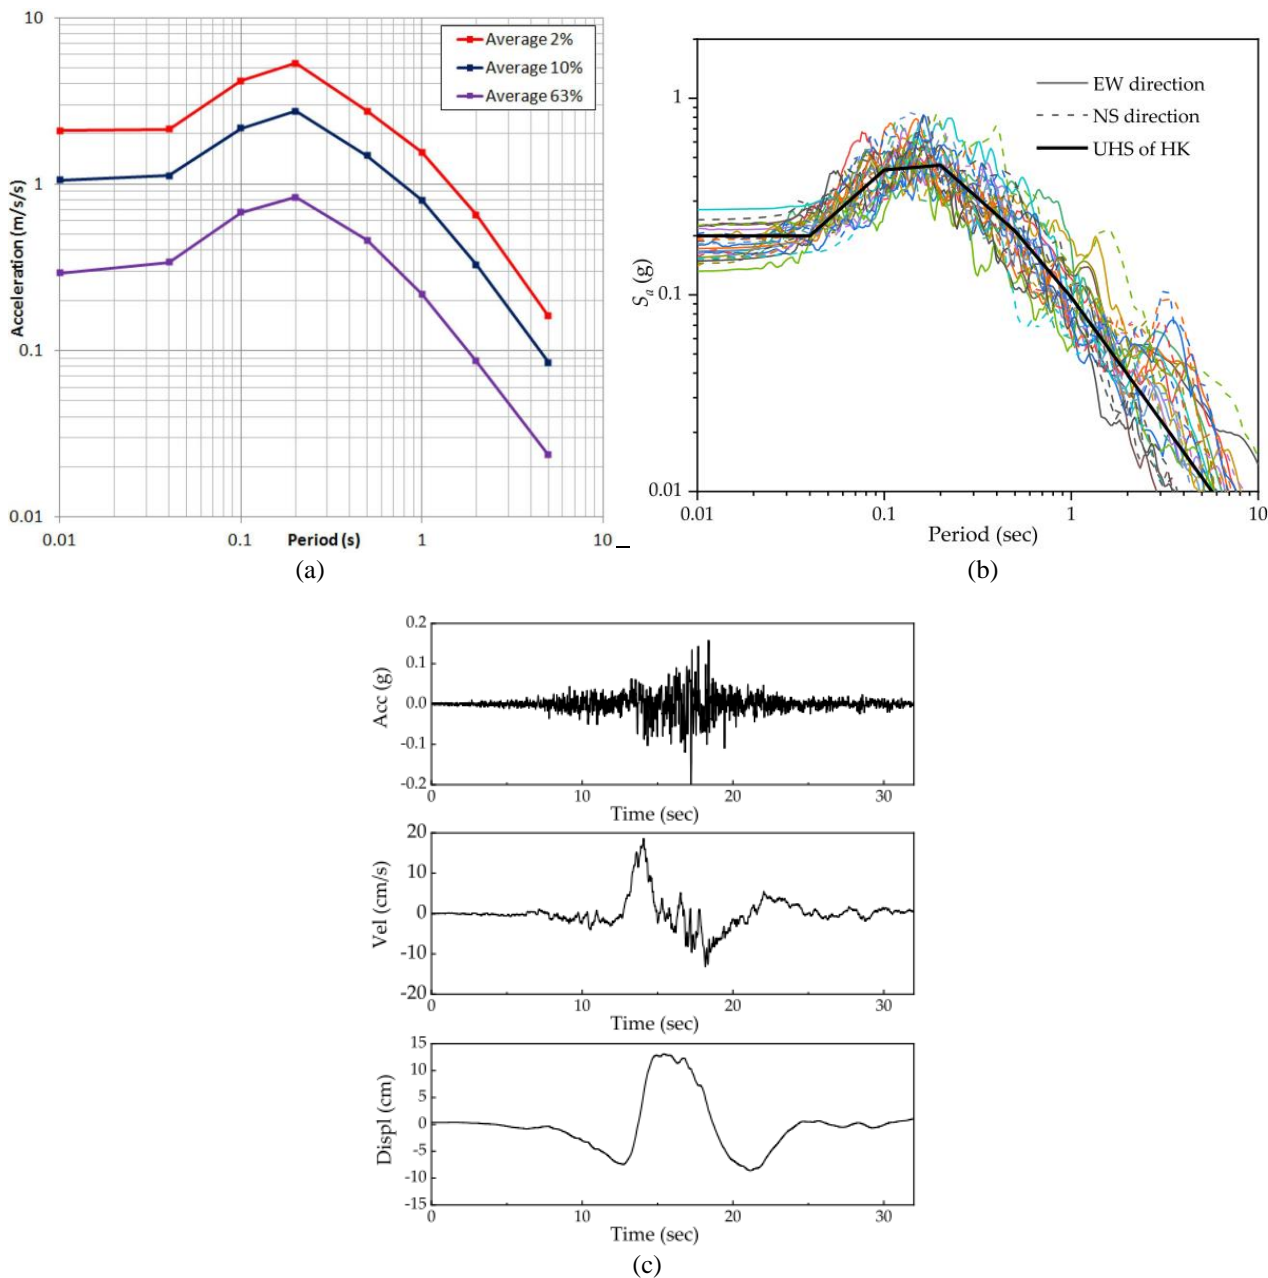 10
1
0.1
0.01
Acceleration (m/s/s)
Average 2%
Average 10%
Average 63%
0.01
0.1
Period (s)
1
10
(a)
1
0.1
0.01
Sa (g)
EW direction
NS direction
UHS of HK
0.01
0.1
1
10
Period (sec)
(b)
0.2
0.1
0.0
-0.1
-0.2
Acc (g)
0
10
20
30
Time (sec)
20
10
0
-10
-20
Vel (cm/s)
0
10
20
30
Time (sec)
15
10
5
0
-5
-10
-15
Displ (cm)
0
10
20
30
Time (sec)
(c)